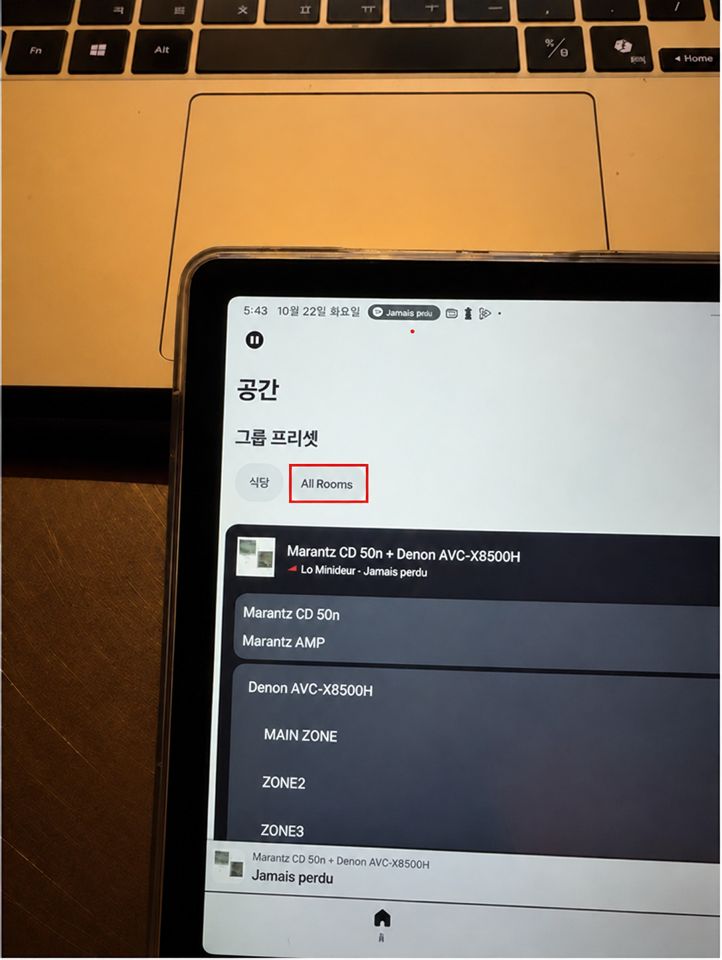 ㅋ ㅌ ㅊ ㅍ ㅠ ㅜ ㅡ , . /
Fn Alt % Home
5:43 10월 22일 화요일 Jamais prdu
공간
그룹 프리셋
식당 All Rooms
Marantz CD 50n + Denon AVC-X8500H
Lo Minideur - Jamais perdu
Marantz CD 50n
Marantz AMP
Denon AVC-X8500H
MAIN ZONE
ZONE2
ZONE3
Marantz CD 50n + Denon AVC-X8500H
Jamais perdu